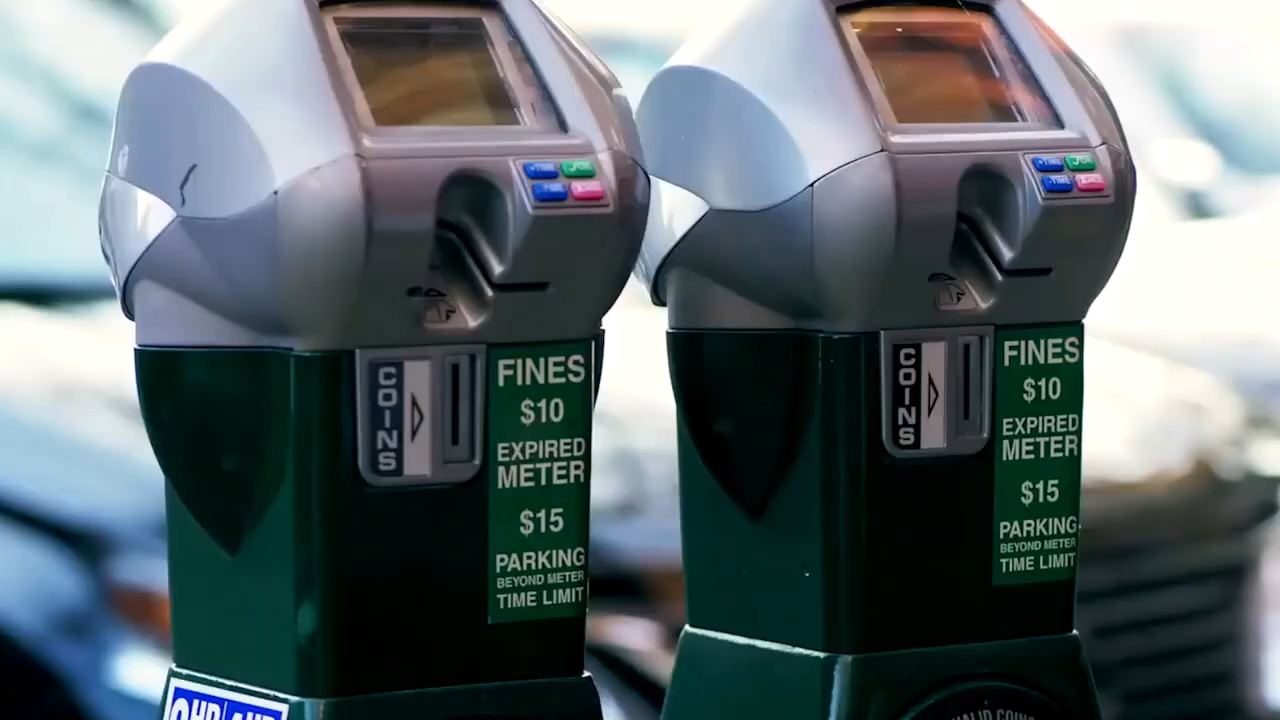 COINS
FINES
$10
EXPIRED
METER
$15
PARKING
BEYOND METER
TIME LIMIT
COINS
FINES
$10
EXPIRED
METER
$15
PARKING
BEYOND METER
TIME LIMIT